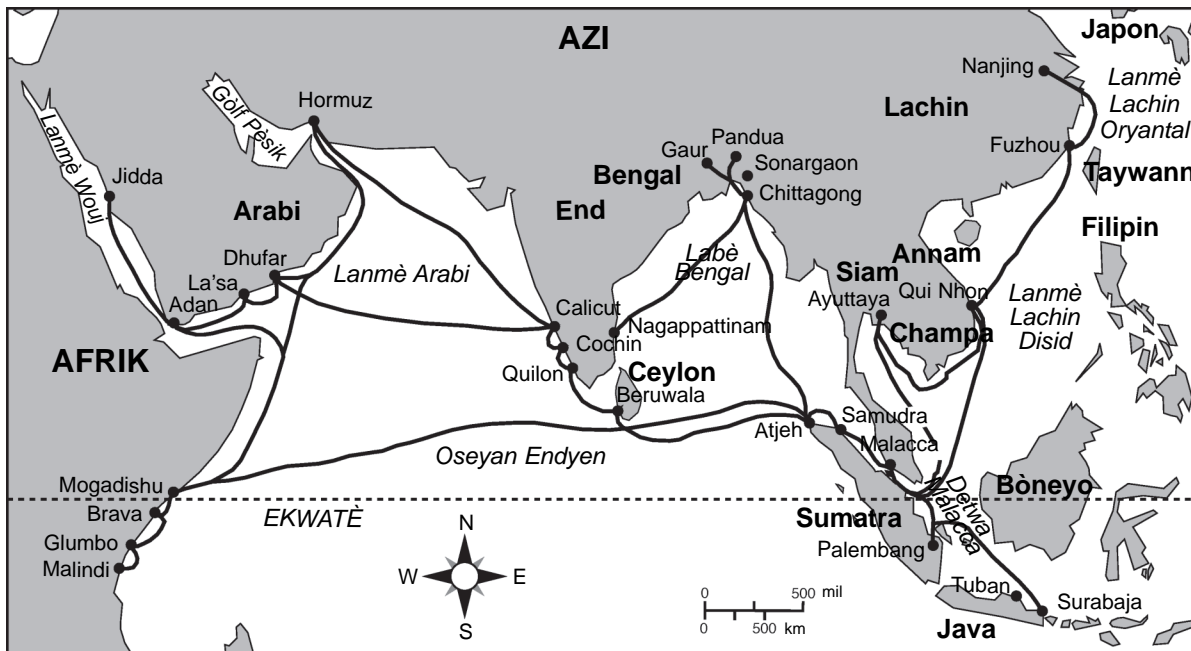 AZI
Japon
Nanjing
Lanmè
Lachin
Oryantal
Lachin
Hormuz
Gòlf Pèsik
Lanmè Wouj
Jidda
Arabi
Pandua
Gaur
Sonargaon
Bengal
Chittagong
End
Fuzhou
Taywann
Filipin
Dhufar
La'sa
Adan
Lanmè Arabi
Labè
Bengal
Annam
Siam
Ayuttaya
Qui Nhon
Champa
Lanmè
Lachin
Disid
AFRIK
Calicut
Nagappattinam
Cochin
Quilon
Ceylon
Beruwala
Atjeh
Samudra
Malacca
Oseyan Endyen
Mogadishu
Brava
EKWATÈ
Glumbo
Malindi
N
W
E
S
Detwa
Malacca
Bòneyo
Sumatra
Palembang
Tuban
Surabaja
Java
0 500 mil
0 500
km